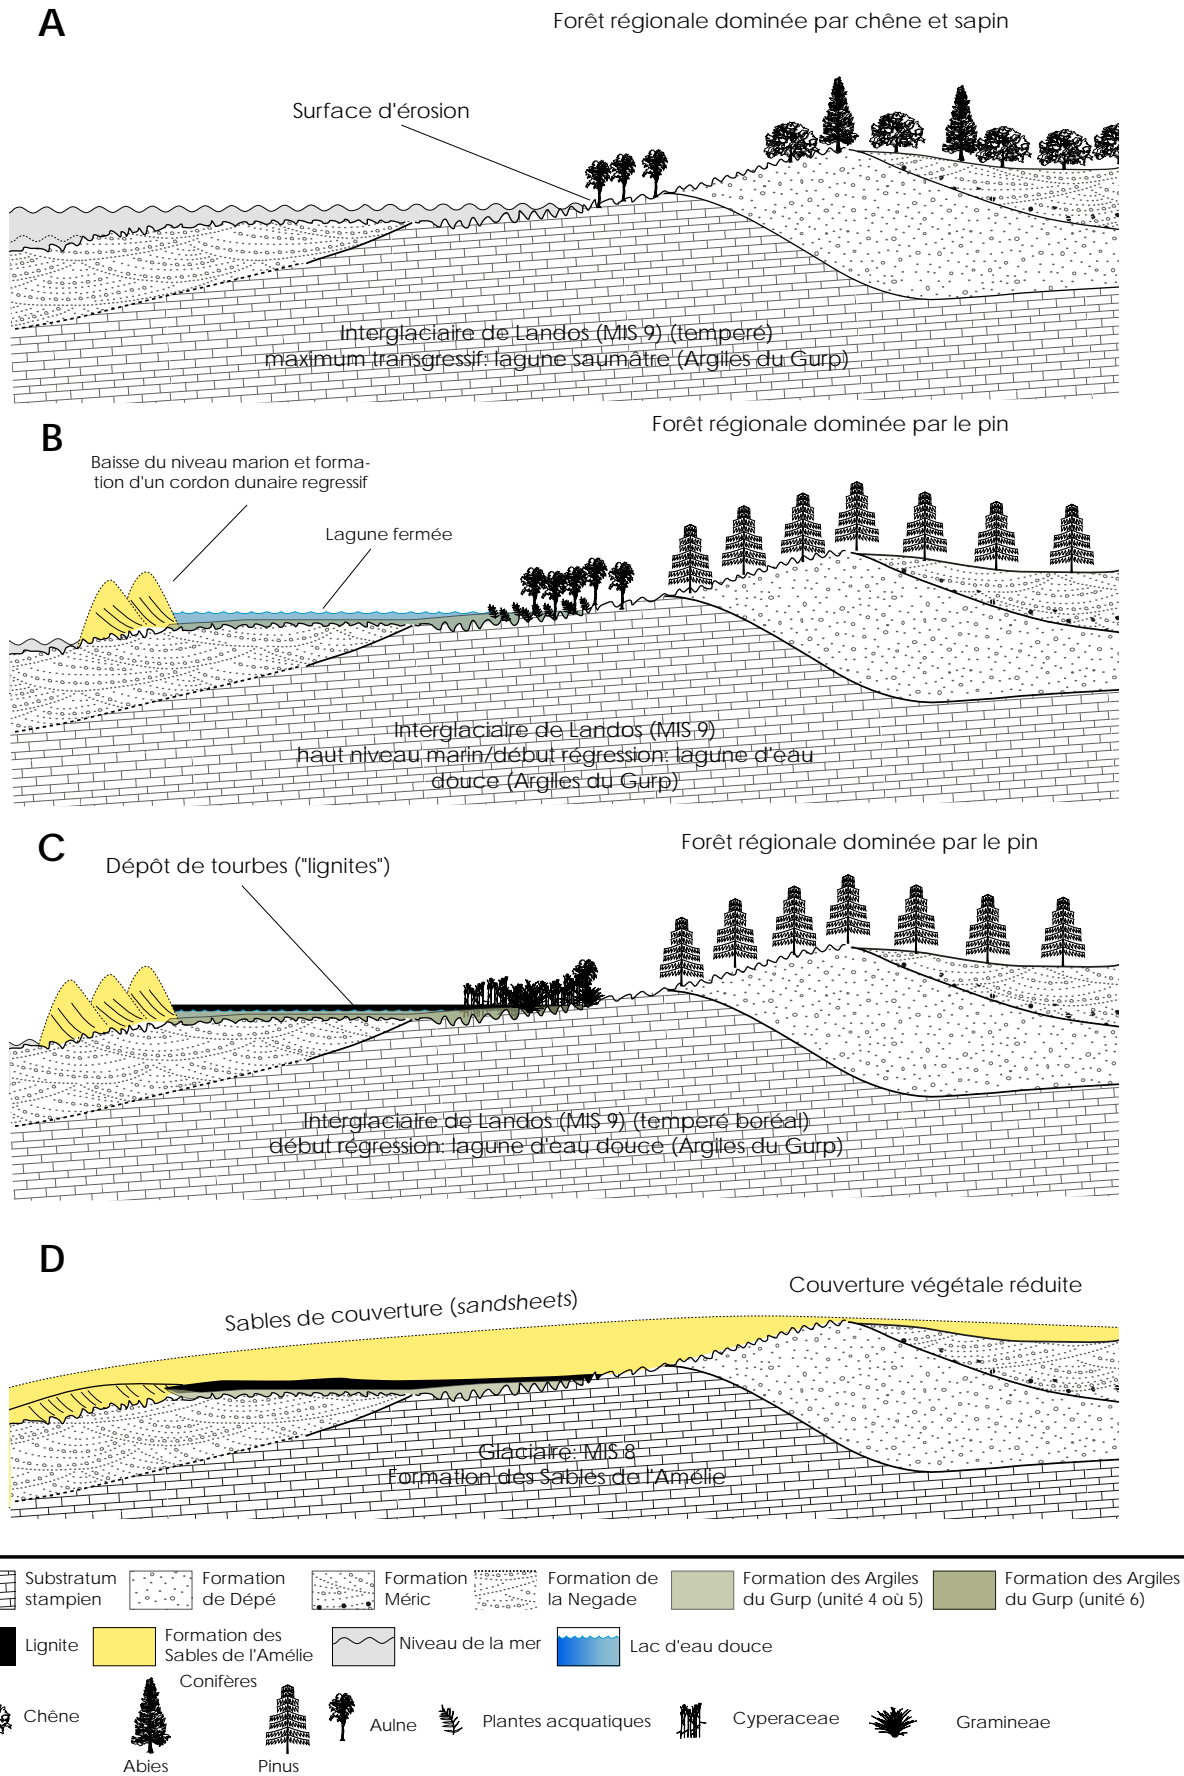 A
Forêt régionale dominée par chêne et sapin
Surface d'érosion
Interglaciaire de Landos (MIS 9) (temperé)
maximum transgressif: lagune saumâtre (Argiles du Gurp)
B
Forêt régionale dominée par le pin
Baisse du niveau marion et forma-
tion d'un cordon dunaire regressif
Lagune fermée
Interglaciaire de Landos (MIS 9)
haut niveau marin/début régression: lagune d'eau
douce (Argiles du Gurp)
C
Forêt régionale dominée par le pin
Dépôt de tourbes ("lignites")
Interglaciaire de Landos (MIS 9) (temperé boréal)
début régression: lagune d'eau douce (Argiles du Gurp)
D
Couverture végétale réduite
Sables de couverture (sandsheets)
Glaciaire: MIS 8
Formation des Sables de l'Amélie
Substratum
stampien
Formation
de Dépé
Formation
Méric
Formation de
la Negade
Formation des Argiles
du Gurp (unité 4 où 5)
Formation des Argiles
du Gurp (unité 6)
Lignite
Formation des
Sables de l'Amélie
Niveau de la mer
Lac d'eau douce
Conifères
Chêne
Abies
Pinus
Aulne
Plantes acquatiques
Cyperaceae
Gramineae